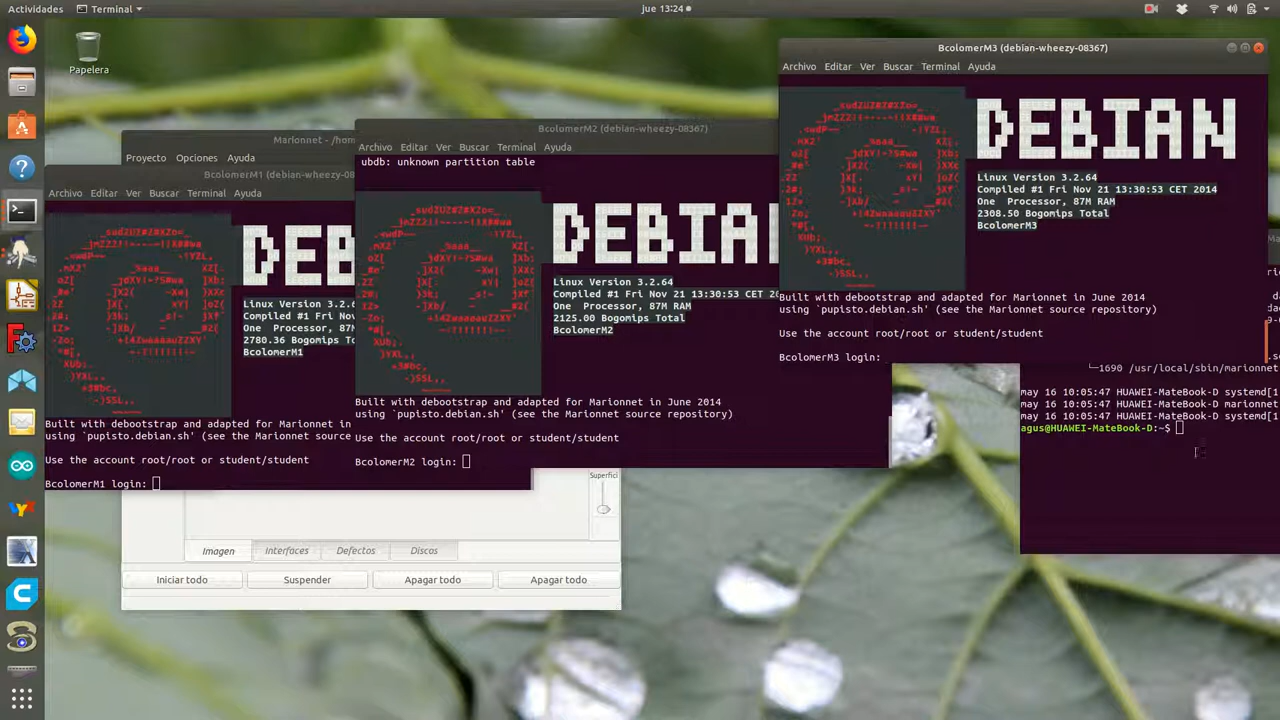 Actividades
Terminal
jue 13:24
Papelera
Marionnet - /hom
Proyecto Opciones Ayuda
BcolomerM1 (debian-wheezy-08
Archivo Editar Ver Buscar Terminal Ayuda
DEB
Linux Version 3.2.6
Compiled #1 Fri Nov
One Processor, 87M
2780.36 Bogomips To
BcolomerM1
Built with debootstrap and adapted for Marionnet in
using `pupisto.debian.sh' (see the Marionnet source
Use the account root/root or student/student
BcolomerM1 login:
BcolomerM2 (debian-wheezy-08367)
Archivo Editar Ver Buscar Terminal Ayuda
ubdb: unknown partition table
DEBIAN
Linux Version 3.2.64
Compiled #1 Fri Nov 21 13:30:53 CET 20
One Processor, 87M RAM
2125.00 Bogomips Total
BcolomerM2
Built with debootstrap and adapted for Marionnet in June 2014
using `pupisto.debian.sh' (see the Marionnet source repository)
Use the account root/root or student/student
BcolomerM2 login:
BcolomerM3 (debian-wheezy-08367)
Archivo Editar Ver Buscar Terminal Ayuda
DEBIAN
Linux Version 3.2.64
Compiled #1 Fri Nov 21 13:30:53 CET 2014
One Processor, 87M RAM
2308.50 Bogomips Total
BcolomerM3
Built with debootstrap and adapted for Marionnet in June 2014
using `pupisto.debian.sh' (see the Marionnet source repository)
Use the account root/root or student/student
BcolomerM3 login:
└─1690 /usr/local/sbin/marionnet
may 16 10:05:47 HUAWEI-MateBook-D systemd[1
may 16 10:05:47 HUAWEI-MateBook-D marionnet
may 16 10:05:47 HUAWEI-MateBook-D systemd[1
agus@HUAWEI-MateBook-D:~$
Superfici
Imagen Interfaces Defectos Discos
Iniciar todo Suspender Apagar todo Apagar todo